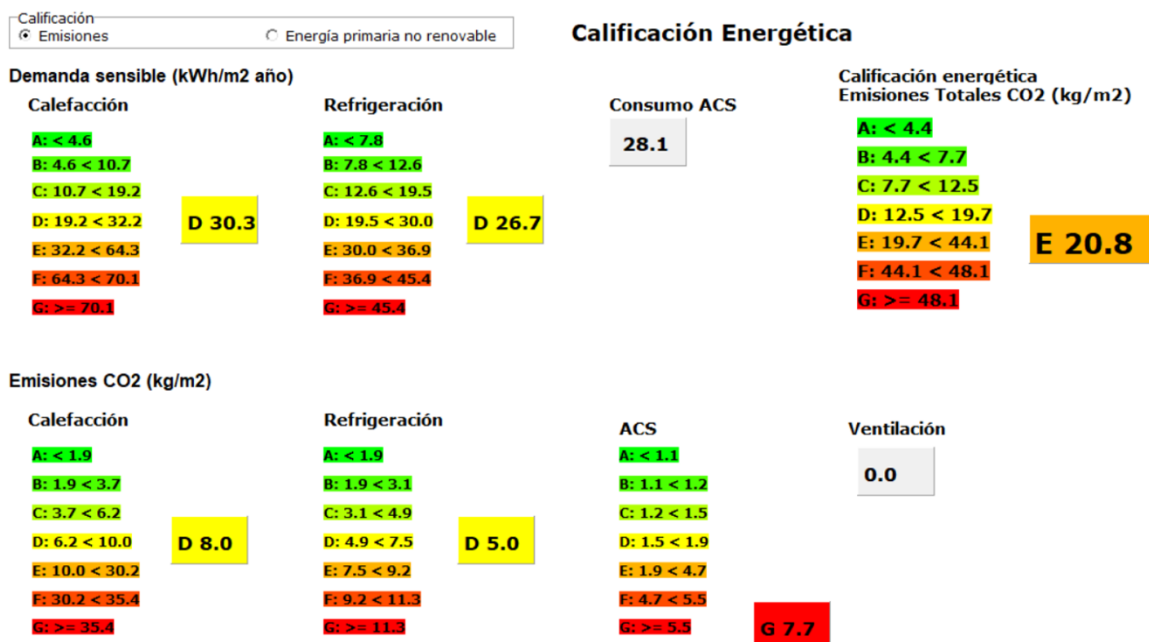 Calificación
Emisiones
Energía primaria no renovable
Calificación Energética
Demanda sensible (kWh/m2 año)
Calefacción
A: < 4.6
B: 4.6 < 10.7
C: 10.7 < 19.2
D: 19.2 < 32.2
E: 32.2 < 64.3
F: 64.3 < 70.1
G: >= 70.1
D 30.3
Refrigeración
A: < 7.8
B: 7.8 < 12.6
C: 12.6 < 19.5
D: 19.5 < 30.0
E: 30.0 < 36.9
F: 36.9 < 45.4
G: >= 45.4
D 26.7
Consumo ACS
28.1
Calificación energética
Emisiones Totales CO2 (kg/m2)
A: < 4.4
B: 4.4 < 7.7
C: 7.7 < 12.5
D: 12.5 < 19.7
E: 19.7 < 44.1
F: 44.1 < 48.1
G: >= 48.1
E 20.8
Emisiones CO2 (kg/m2)
Calefacción
A: < 1.9
B: 1.9 < 3.7
C: 3.7 < 6.2
D: 6.2 < 10.0
E: 10.0 < 30.2
F: 30.2 < 35.4
G: >= 35.4
D 8.0
Refrigeración
A: < 1.9
B: 1.9 < 3.1
C: 3.1 < 4.9
D: 4.9 < 7.5
E: 7.5 < 9.2
F: 9.2 < 11.3
G: >= 11.3
D 5.0
ACS
A: < 1.1
B: 1.1 < 1.2
C: 1.2 < 1.5
D: 1.5 < 1.9
E: 1.9 < 4.7
F: 4.7 < 5.5
G: >= 5.5
G 7.7
Ventilación
0.0